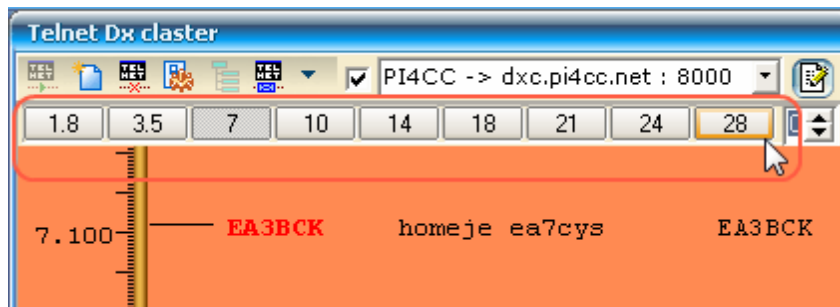 Telnet Dx claster
PI4CC -> dxc.pi4cc.net : 8000
1.8 3.5 7 10 14 18 21 24 28
7.100 EA3BCK homeje ea7cys EA3BCK